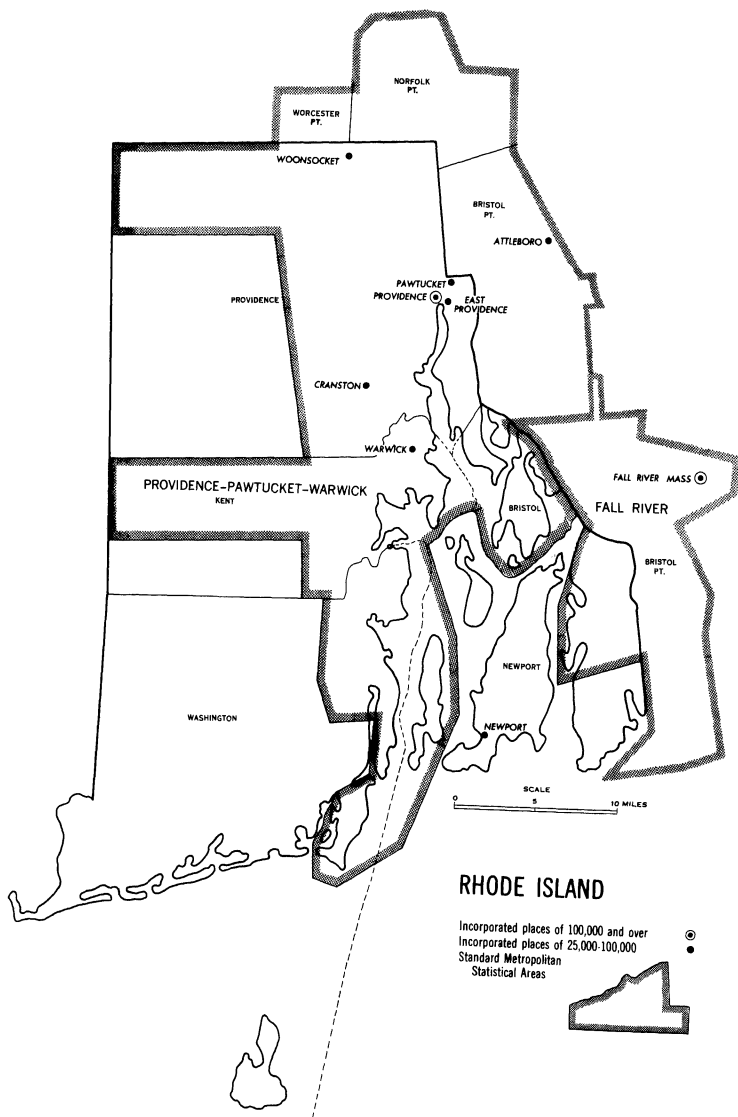 NORFOLK
PT.
WORCESTER
PT.
WOONSOCKET
BRISTOL
PT.
ATTLEBORO
PAWTUCKET
PROVIDENCE
EAST
PROVIDENCE
PROVIDENCE
CRANSTON
WARWICK
PROVIDENCE-PAWTUCKET-WARWICK
KENT
FALL RIVER MASS
FALL RIVER
BRISTOL
BRISTOL
PT.
NEWPORT
WASHINGTON
NEWPORT
SCALE
0 5 10 MILES
RHODE ISLAND
Incorporated places of 100,000 and over
Incorporated places of 25,000-100,000
Standard Metropolitan
Statistical Areas